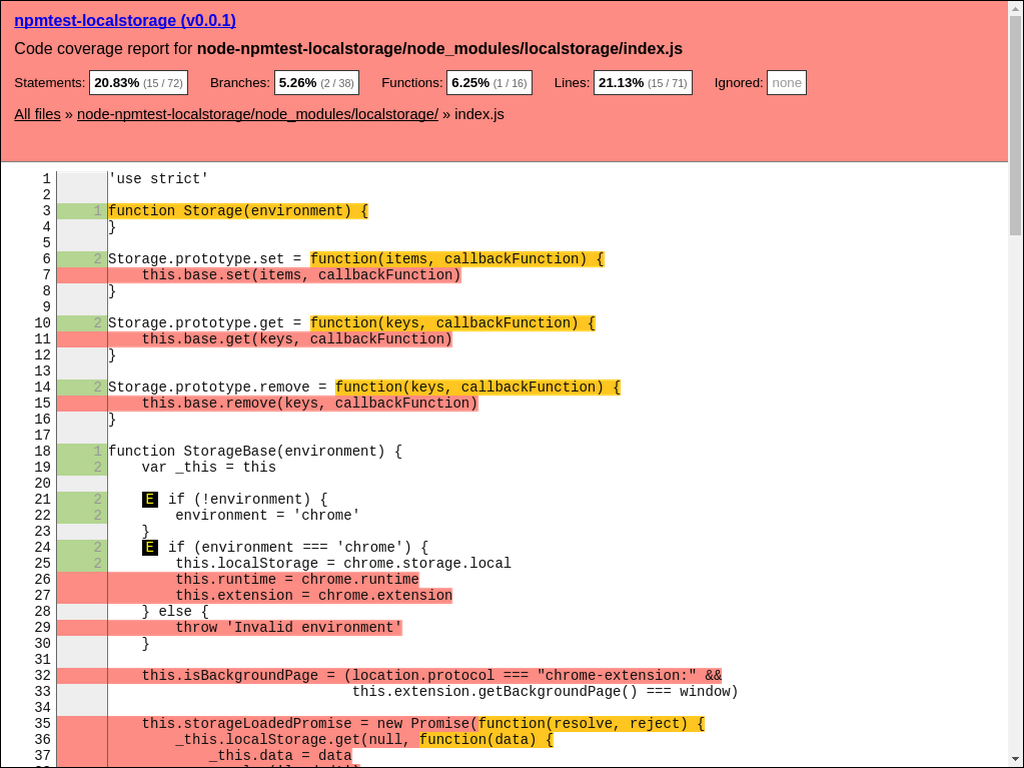 npmtest-localstorage (v0.0.1)
Code coverage report for node-npmtest-localstorage/node_modules/localstorage/index.js
Statements: 20.83% (15 / 72) Branches: 5.26% (2 / 38) Functions: 6.25% (1 / 16) Lines: 21.13% (15 / 71) Ignored: none
All files » node-npmtest-localstorage/node_modules/localstorage/ » index.js
1 'use strict'
2
3 1 function Storage(environment) {
4 }
5
6 2 Storage.prototype.set = function(items, callbackFunction) {
7     this.base.set(items, callbackFunction)
8 }
9
10 2 Storage.prototype.get = function(keys, callbackFunction) {
11     this.base.get(keys, callbackFunction)
12 }
13
14 2 Storage.prototype.remove = function(keys, callbackFunction) {
15     this.base.remove(keys, callbackFunction)
16 }
17
18 1 function StorageBase(environment) {
19 2     var _this = this
20
21 2     E if (!environment) {
22 2         environment = 'chrome'
23     }
24 2     E if (environment === 'chrome') {
25 2         this.localStorage = chrome.storage.local
26         this.runtime = chrome.runtime
27         this.extension = chrome.extension
28     } else {
29         throw 'Invalid environment'
30     }
31
32     this.isBackgroundPage = (location.protocol === "chrome-extension:" &&
33                              this.extension.getBackgroundPage() === window)
34
35     this.storageLoadedPromise = new Promise(function(resolve, reject) {
36         _this.localStorage.get(null, function(data) {
37             _this.data = data